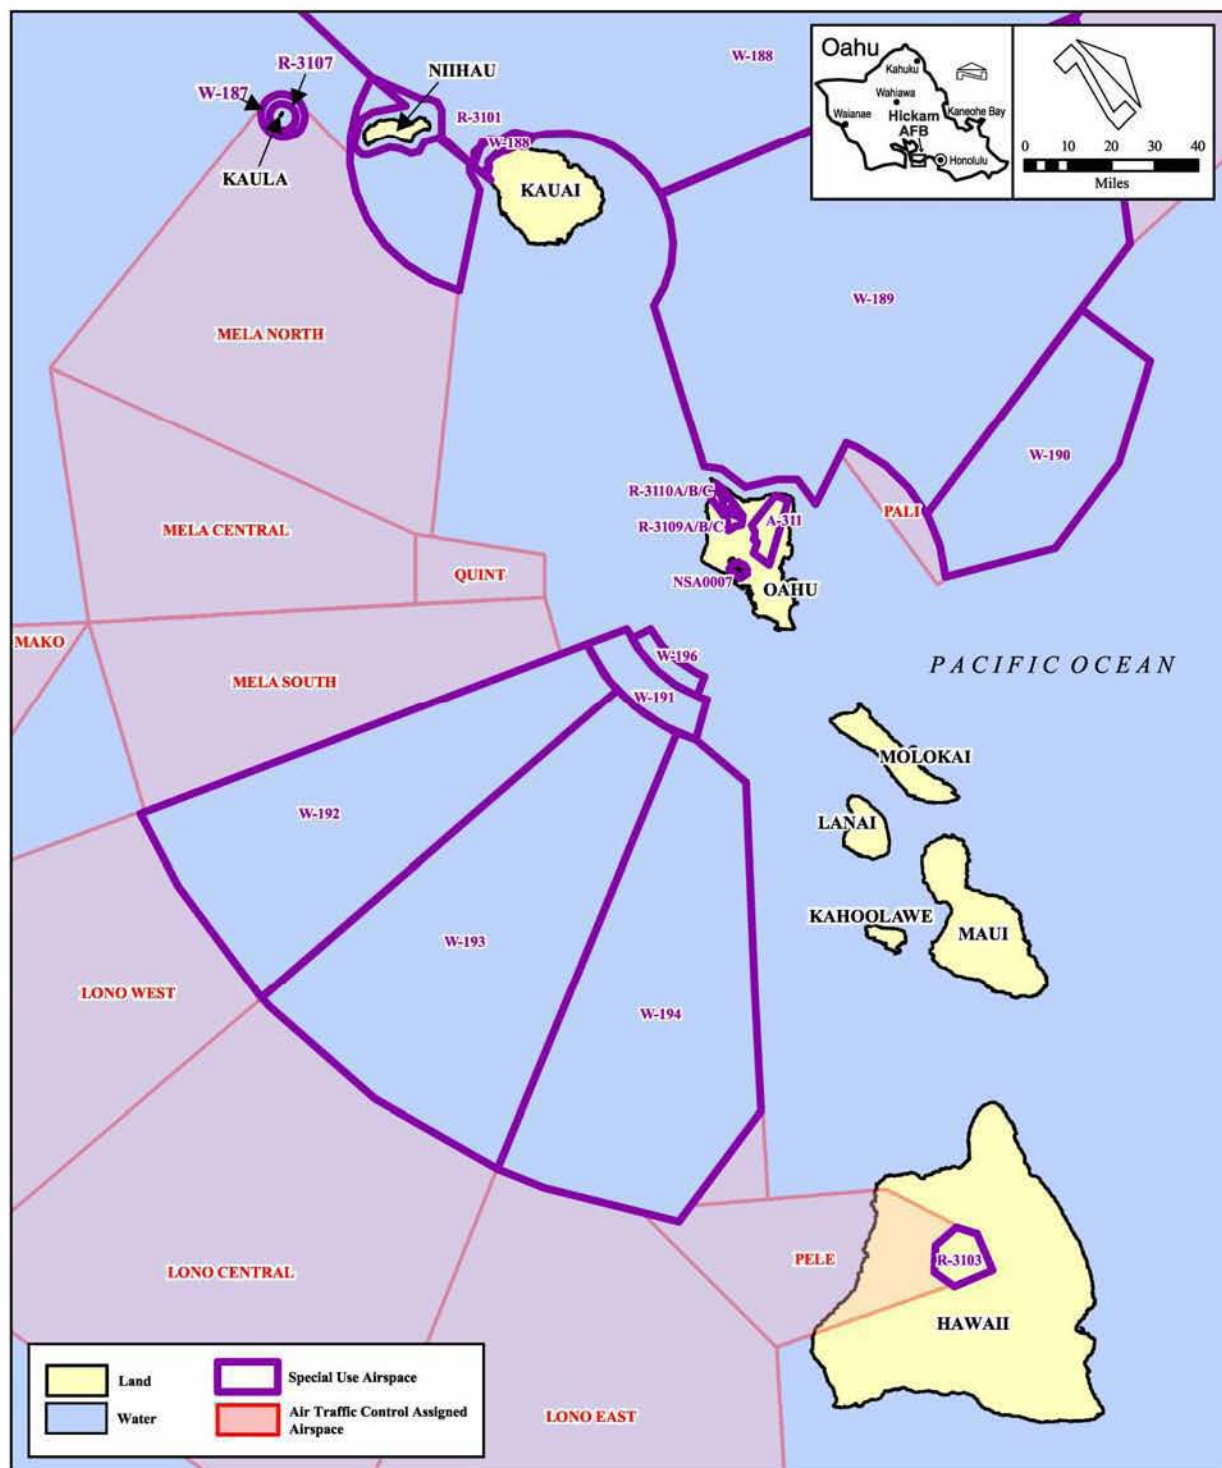 W-188
R-3107
NIIHAU
W-187
R-3101
W-188
KAULA
KAUAI
Oahu
Kahuku
Wahiawa
Waianae
Kaneohe Bay
Hickam
AFB
Honolulu
0 10 20 30 40
Miles
W-189
MELA NORTH
W-190
R-3110A/B/C
A-311
PALI
R-3109A/B/C
MELA CENTRAL
QUINT
NSA0007
OAHU
MAKO
W-196
PACIFIC OCEAN
MELA SOUTH
W-191
MOLOKAI
W-192
LANAI
KAHOOLAWE
MAUI
W-193
LONO WEST
W-194
PELE
R-3103
LONO CENTRAL
HAWAII
LONO EAST
Land
Special Use Airspace
Water
Air Traffic Control Assigned
Airspace